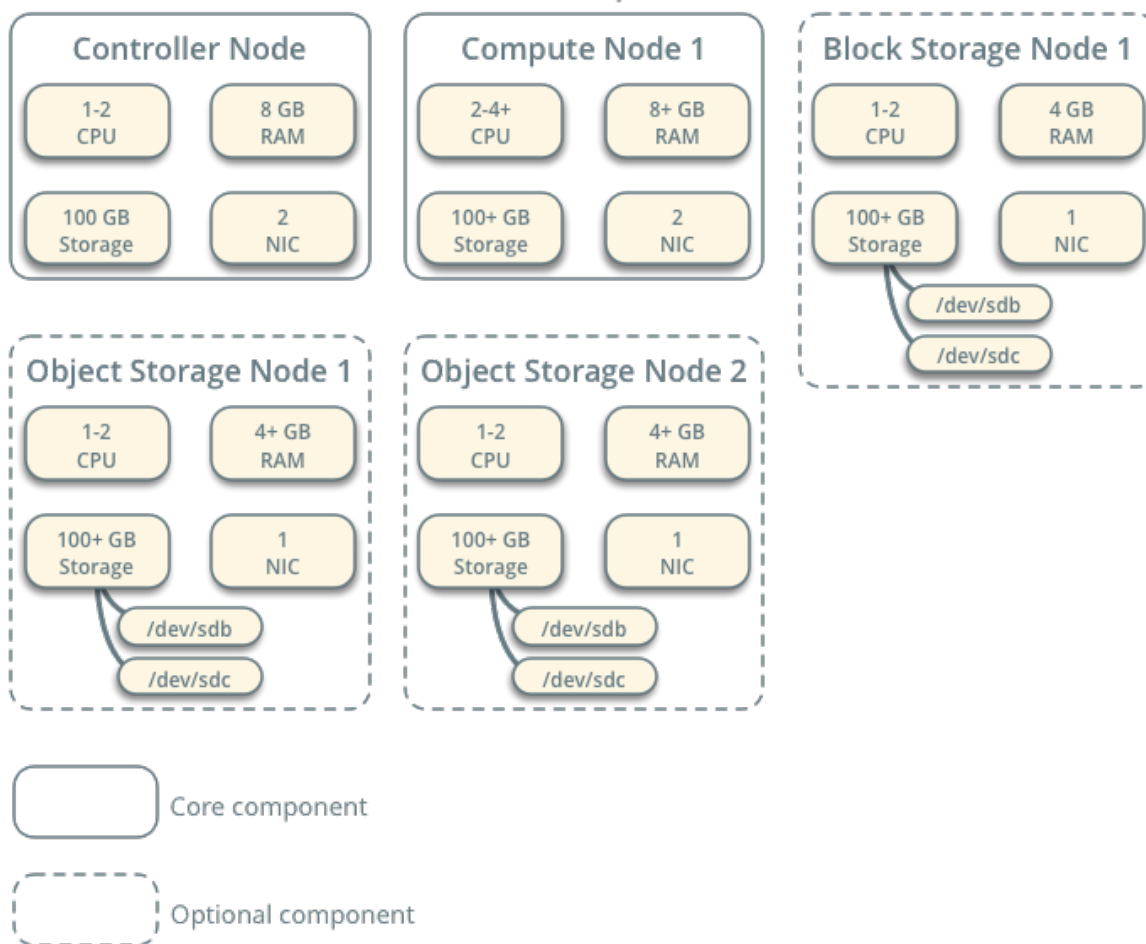 Controller Node
1-2
CPU
8 GB
RAM
100 GB
Storage
2
NIC
Compute Node 1
2-4+
CPU
8+ GB
RAM
100+ GB
Storage
2
NIC
Block Storage Node 1
1-2
CPU
4 GB
RAM
100+ GB
Storage
1
NIC
/dev/sdb
/dev/sdc
Object Storage Node 1
1-2
CPU
4+ GB
RAM
100+ GB
Storage
1
NIC
/dev/sdb
/dev/sdc
Object Storage Node 2
1-2
CPU
4+ GB
RAM
100+ GB
Storage
1
NIC
/dev/sdb
/dev/sdc
Core component
Optional component